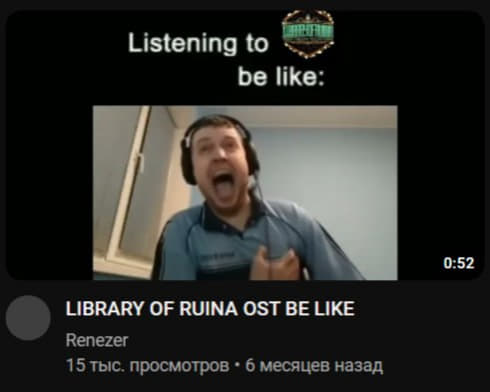 Listening to
be like:
0:52
LIBRARY OF RUINA OST BE LIKE
Renezer
15 тыс. просмотров • 6 месяцев назад